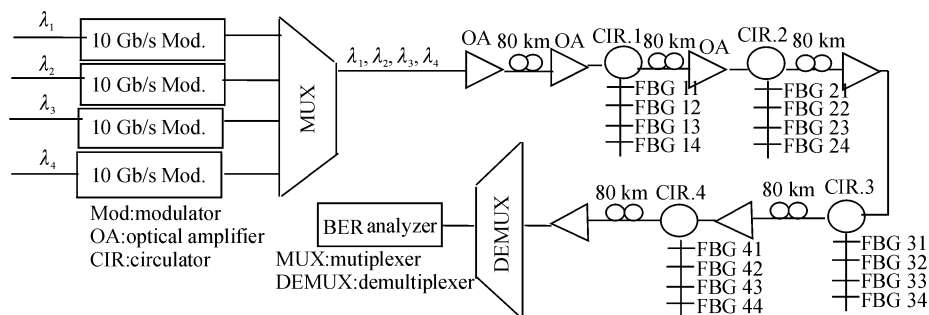 λ1
10 Gb/s Mod.
λ2
10 Gb/s Mod.
λ3
10 Gb/s Mod.
λ4
10 Gb/s Mod.
MUX
λ1, λ2, λ3, λ4
OA
80 km
OA
CIR.1
80 km
OA
CIR.2
80 km
FBG 11
FBG 12
FBG 13
FBG 14
FBG 21
FBG 22
FBG 23
FBG 24
CIR.3
80 km
CIR.4
80 km
FBG 31
FBG 32
FBG 33
FBG 34
FBG 41
FBG 42
FBG 43
FBG 44
DEMUX
BER analyzer
Mod:modulator
OA:optical amplifier
CIR:circulator
MUX:mutiplexer
DEMUX:demultiplexer